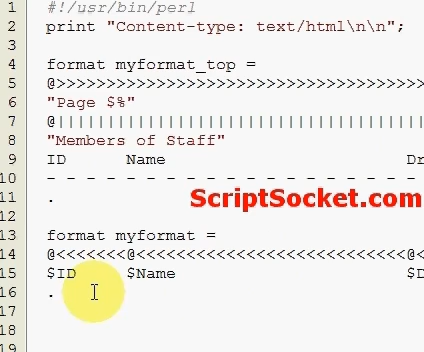 1 #!/usr/bin/perl
2 print "Content-type: text/html\n\n";
3
4 format myformat_top =
5 @>>>>>>>>>>>>>>>>>>>>>>>>>>>>>>>>>>>>>
6 "Page $%"
7 @|||||||||||||||||||||||||||||||||||||
8 "Members of Staff"
9 ID      Name                        Dr
10 - - - - - - - - - - - - - - - - - - -
11 .
ScriptSocket.com
12
13 format myformat =
14 @<<<<<<<@<<<<<<<<<<<<<<<<<<<<<<<<<<<@<
15 $ID     $Name                       $D
16 .
17
18
19